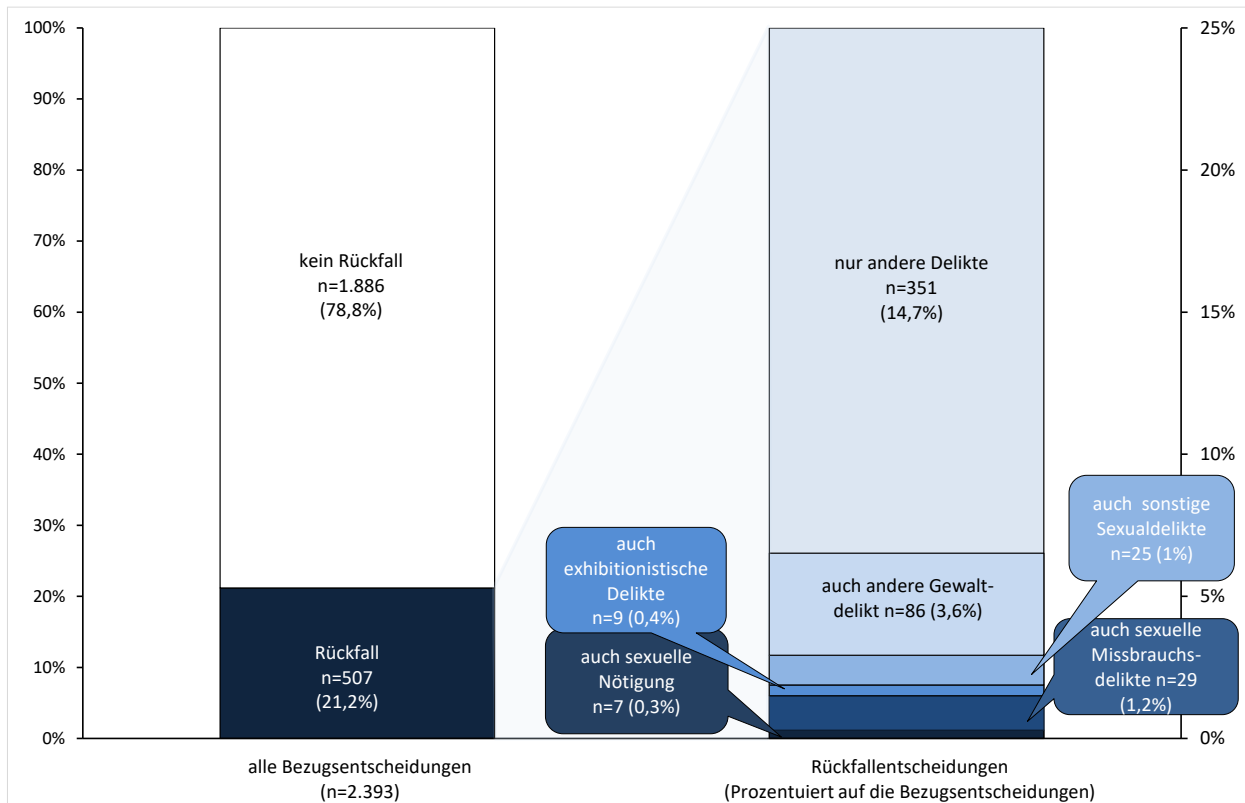 100%
90%
80%
70%
60%
50%
40%
30%
20%
10%
0%
kein Rückfall
n=1.886
(78,8%)
Rückfall
n=507
(21,2%)
alle Bezugsentscheidungen
(n=2.393)
auch
exhibitionistische
Delikte
n=9 (0,4%)
auch sexuelle
Nötigung
n=7 (0,3%)
nur andere Delikte
n=351
(14,7%)
auch andere Gewalt-
delikt n=86 (3,6%)
Rückfallentscheidungen
(Prozentuiert auf die Bezugsentscheidungen)
auch sonstige
Sexualdelikte
n=25 (1%)
auch sexuelle
Missbrauchs-
delikte n=29
(1,2%)
25%
20%
15%
10%
5%
0%